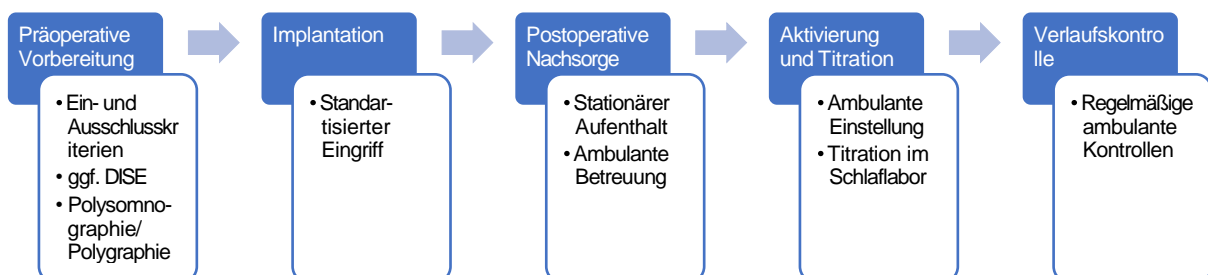 Präoperative
Vorbereitung
• Ein- und
Ausschlusskr
iterien
• ggf. DISE
• Polysomno-
graphie/
Polygraphie
Implantation
• Standar-
tisierter
Eingriff
Postoperative
Nachsorge
• Stationärer
Aufenthalt
• Ambulante
Betreuung
Aktivierung
und Titration
• Ambulante
Einstellung
• Titration im
Schlaflabor
Verlaufskontro
lle
• Regelmäßige
ambulante
Kontrollen